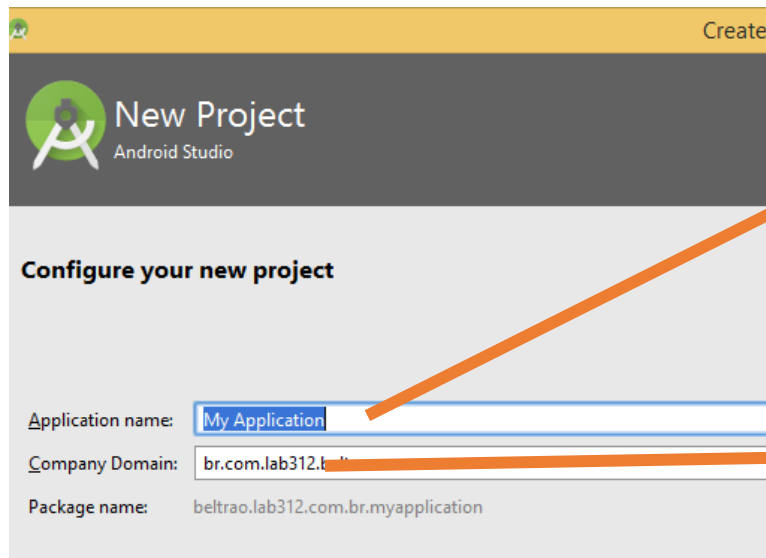 Create
New Project
Android Studio
Configure your new project
Application name: My Application
Company Domain: br.com.lab312.
Package name: beltrao.lab312.com.br.myapplication